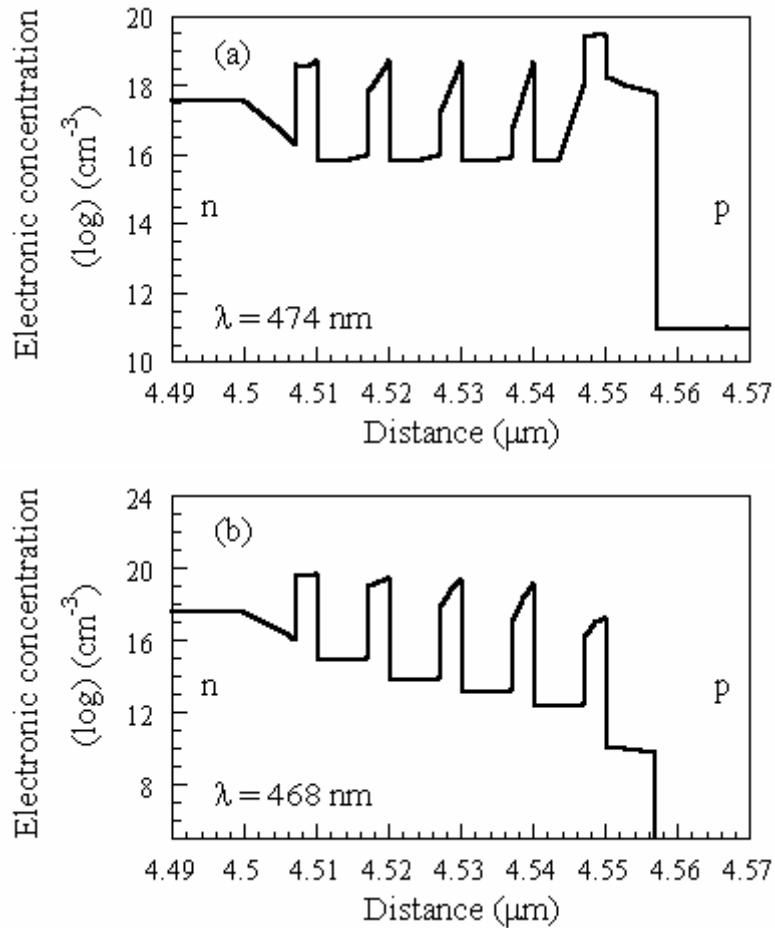 Electronic concentration
(log) (cm⁻³)
20
18
16
14
12
10
(a)
n
p
λ = 474 nm
4.49 4.5 4.51 4.52 4.53 4.54 4.55 4.56 4.57
Distance (μm)
Electronic concentration
(log) (cm⁻³)
24
20
16
12
8
(b)
n
p
λ = 468 nm
4.49 4.5 4.51 4.52 4.53 4.54 4.55 4.56 4.57
Distance (μm)